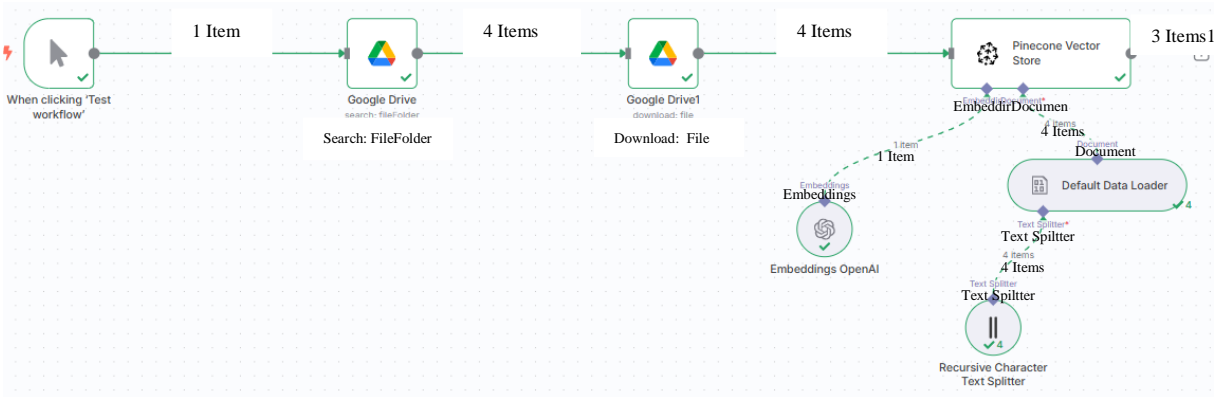 1 Item
4 Items
4 Items
3 Items1
Pinecone Vector
Store
When clicking ‘Test
workflow’
Google Drive
search: fileFolder
Search: FileFolder
Google Drive1
download: file
Download:  File
EmbeddirDocumen
4 Items
4 Items
Document
Document
1 Item
1 Item
Default Data Loader
4
Embeddings
Embeddings
Text Splitter*
Text Spiltter
4 Items
4 Items
Embeddings OpenAI
Text Splitter
Text Spiltter
4
Recursive Character
Text Splitter